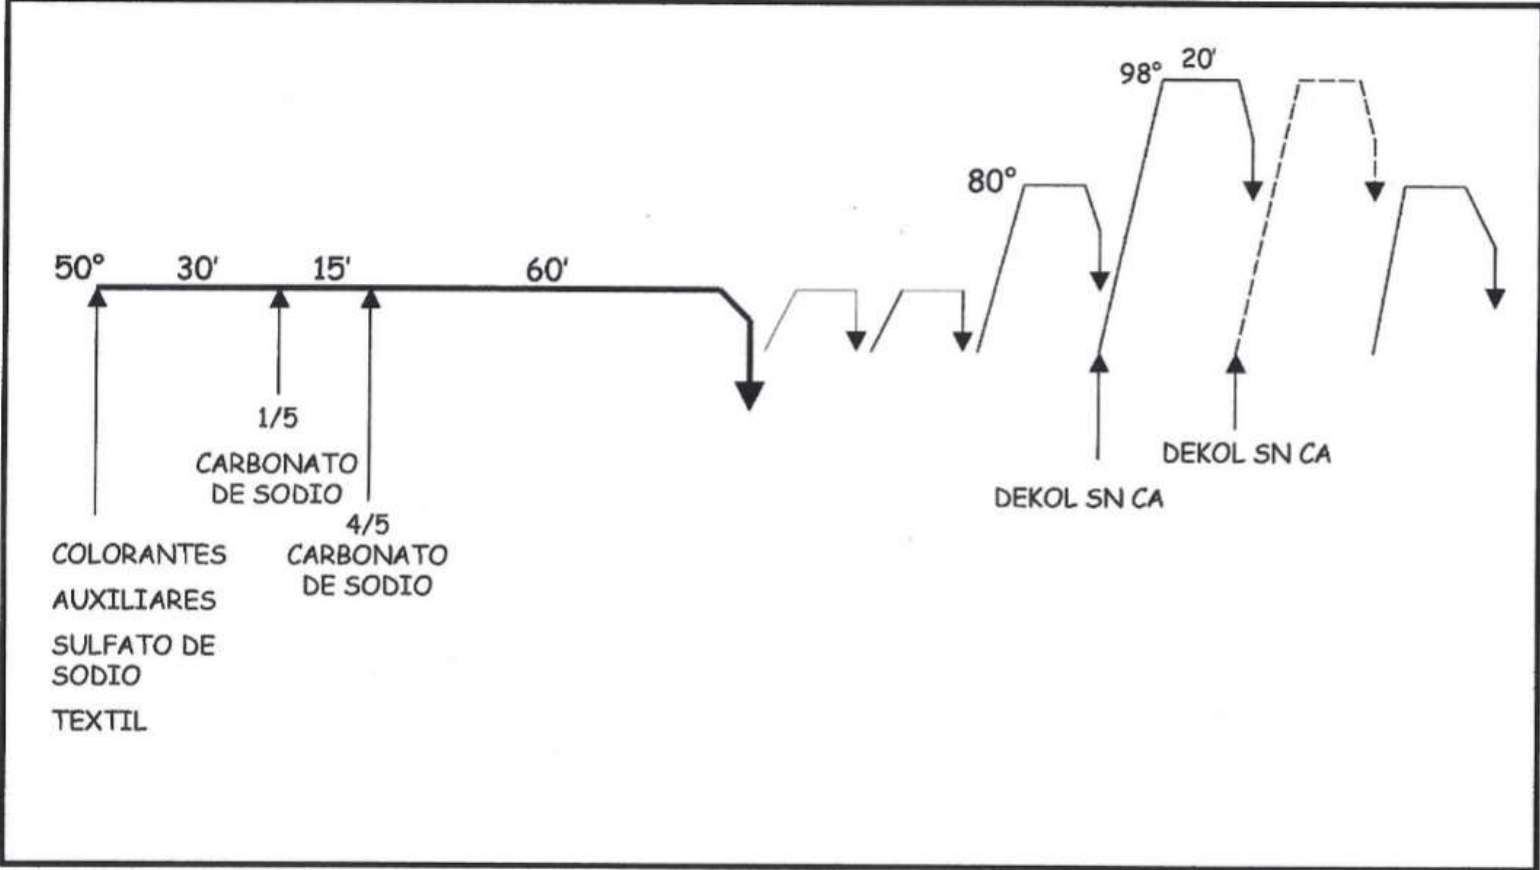 98° 20'
80°
50° 30' 15' 60'
1/5
CARBONATO
DE SODIO
4/5
CARBONATO
DE SODIO
COLORANTES
AUXILIARES
SULFATO DE
SODIO
TEXTIL
DEKOL SN CA
DEKOL SN CA